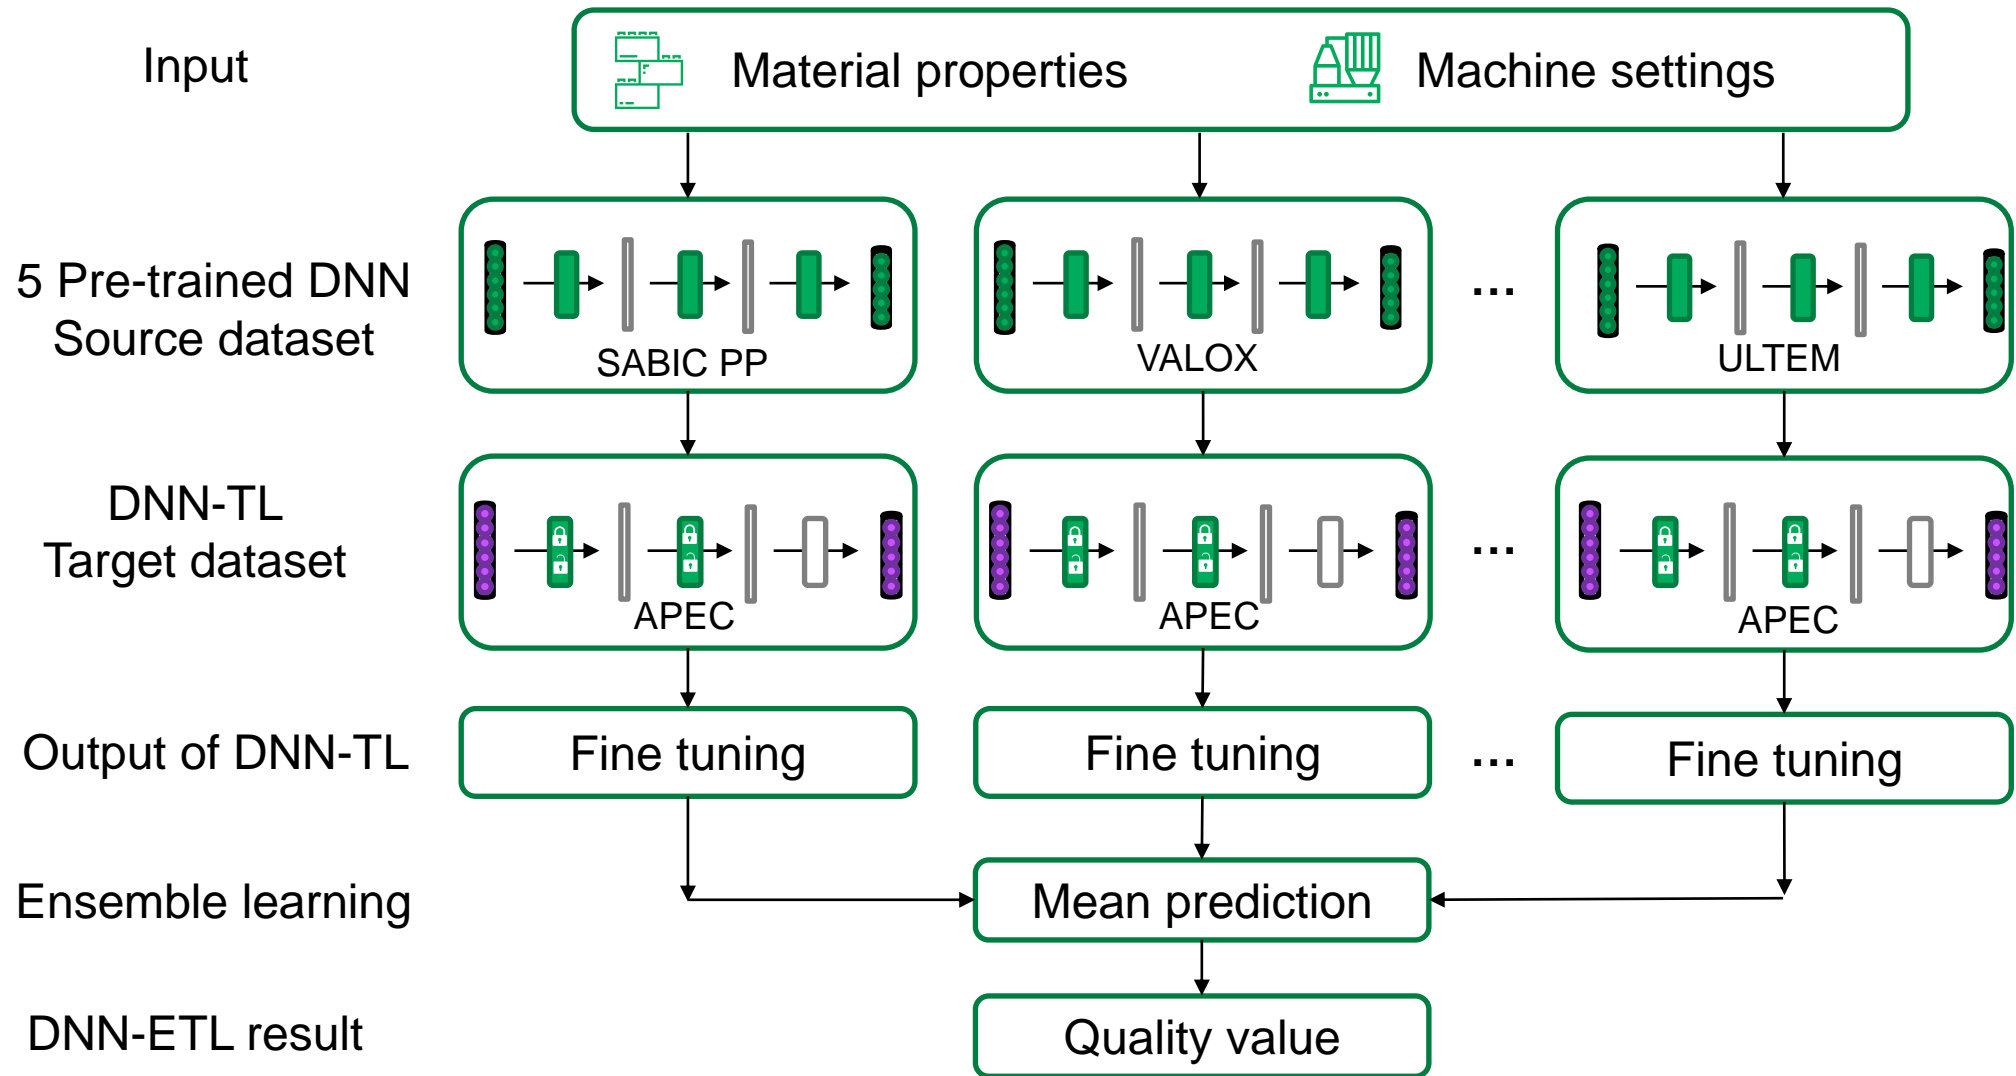 Input
Material properties
Machine settings
5 Pre-trained DNN
Source dataset
SABIC PP
VALOX
...
ULTEM
DNN-TL
Target dataset
APEC
APEC
...
APEC
Output of DNN-TL
Fine tuning
Fine tuning
...
Fine tuning
Ensemble learning
Mean prediction
DNN-ETL result
Quality value